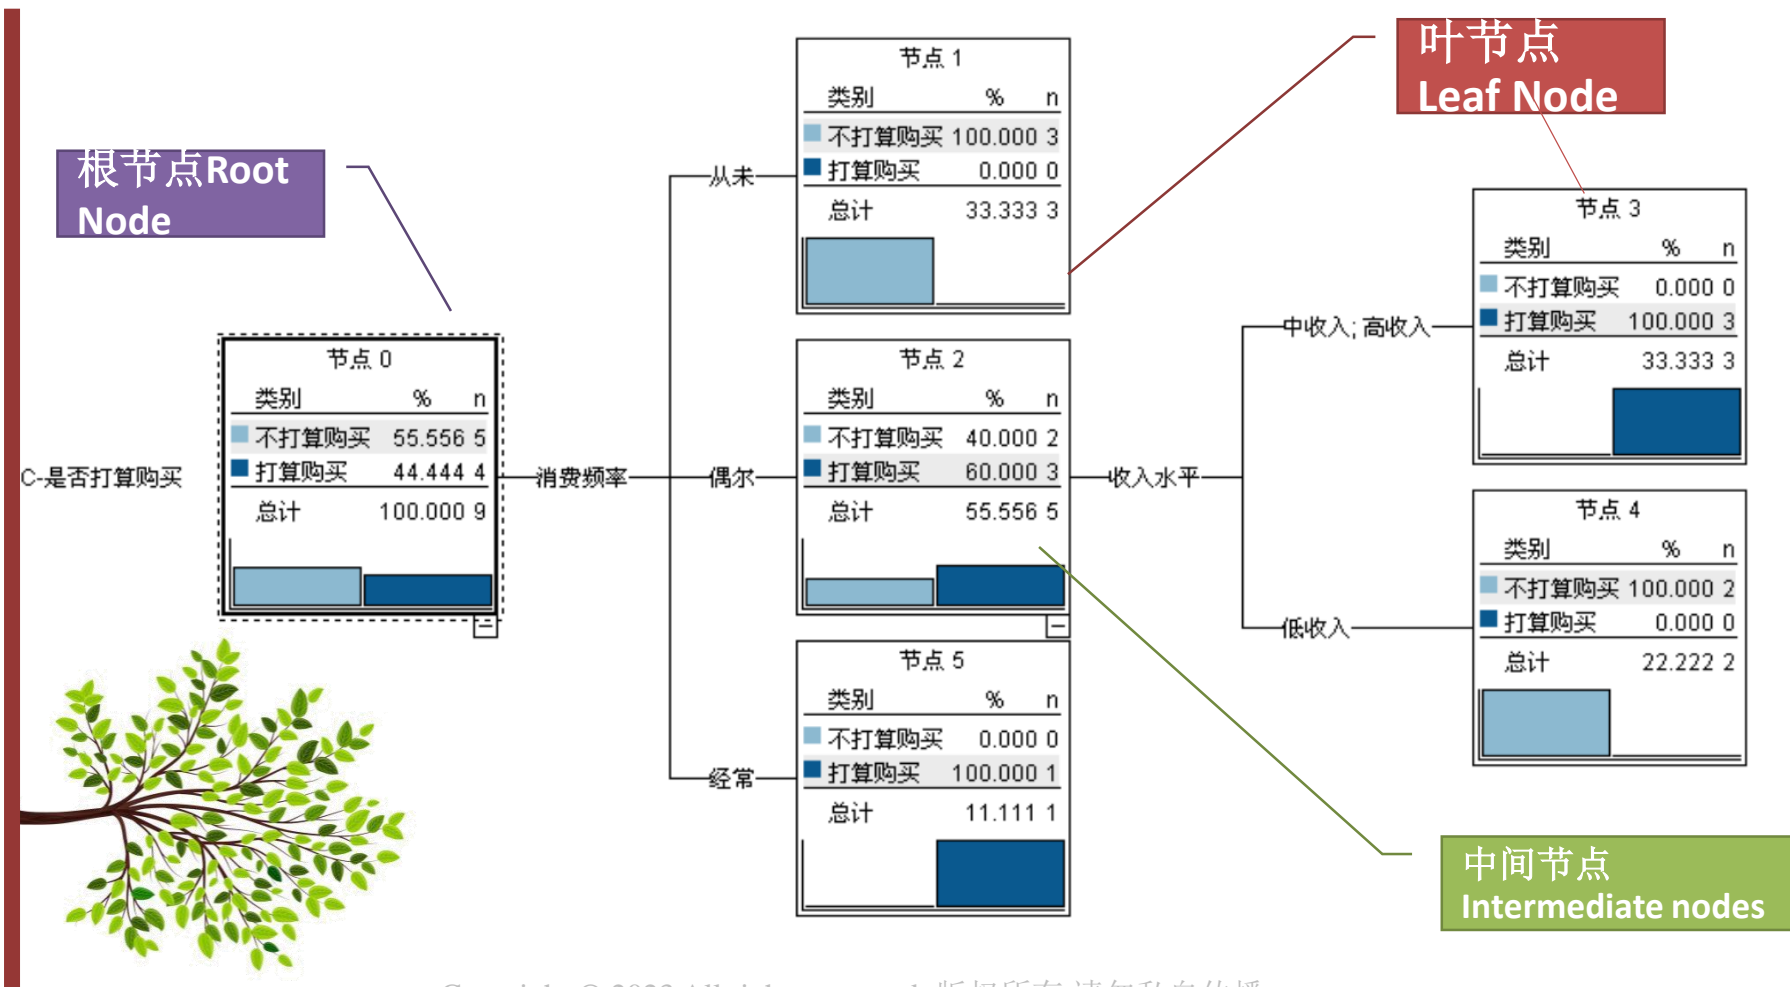 根节点Root
Node
叶节点
Leaf Node
中间节点
Intermediate nodes
C-是否打算购买
节点 0
类别 % n
不打算购买 55.556 5
打算购买 44.444 4
总计 100.000 9
消费频率
从未
节点 1
类别 % n
不打算购买 100.000 3
打算购买 0.000 0
总计 33.333 3
偶尔
节点 2
类别 % n
不打算购买 40.000 2
打算购买 60.000 3
总计 55.556 5
经常
节点 5
类别 % n
不打算购买 0.000 0
打算购买 100.000 1
总计 11.111 1
收入水平
中收入; 高收入
节点 3
类别 % n
不打算购买 0.000 0
打算购买 100.000 3
总计 33.333 3
低收入
节点 4
类别 % n
不打算购买 100.000 2
打算购买 0.000 0
总计 22.222 2